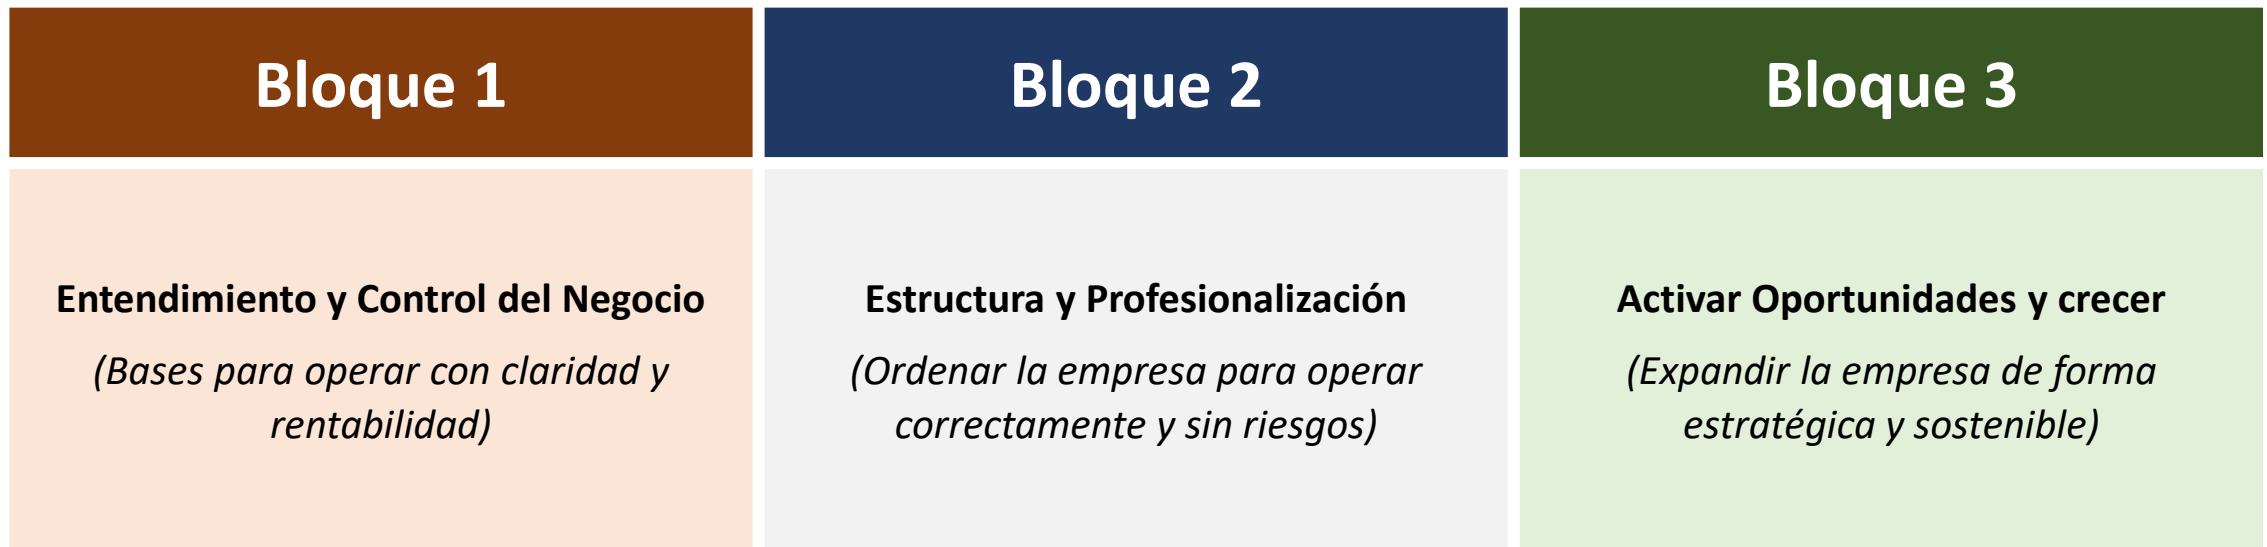 Bloque 1
Bloque 2
Bloque 3
Entendimiento y Control del Negocio
(Bases para operar con claridad y
rentabilidad)
Estructura y Profesionalización
(Ordenar la empresa para operar
correctamente y sin riesgos)
Activar Oportunidades y crecer
(Expandir la empresa de forma
estratégica y sostenible)